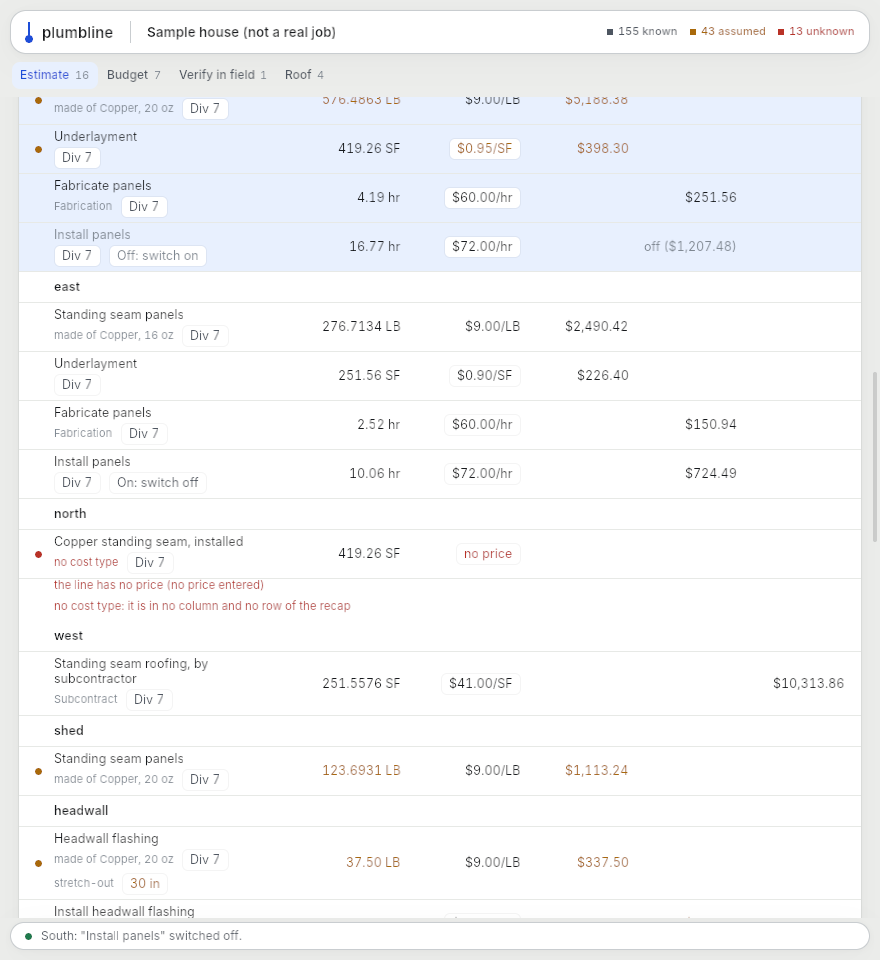 plumbline Sample house (not a real job) 155 known 43 assumed 13 unknown
Estimate 16 Budget 7 Verify in field 1 Roof 4
576.4863 LB $9.00/LB $5,188.38
made of Copper, 20 oz Div 7
Underlayment
419.26 SF $0.95/SF $398.30
Div 7
Fabricate panels
4.19 hr $60.00/hr $251.56
Fabrication Div 7
Install panels
16.77 hr $72.00/hr off ($1,207.48)
Div 7 Off: switch on
east
Standing seam panels
276.7134 LB $9.00/LB $2,490.42
made of Copper, 16 oz Div 7
Underlayment
251.56 SF $0.90/SF $226.40
Div 7
Fabricate panels
2.52 hr $60.00/hr $150.94
Fabrication Div 7
Install panels
10.06 hr $72.00/hr $724.49
Div 7 On: switch off
north
Copper standing seam, installed
419.26 SF no price
no cost type Div 7
the line has no price (no price entered)
no cost type: it is in no column and no row of the recap
west
Standing seam roofing, by
subcontractor
251.5576 SF $41.00/SF $10,313.86
Subcontract Div 7
shed
Standing seam panels
123.6931 LB $9.00/LB $1,113.24
made of Copper, 20 oz Div 7
headwall
Headwall flashing
made of Copper, 20 oz Div 7
37.50 LB $9.00/LB $337.50
stretch-out 30 in
Install headwall flashing
South: "Install panels" switched off.